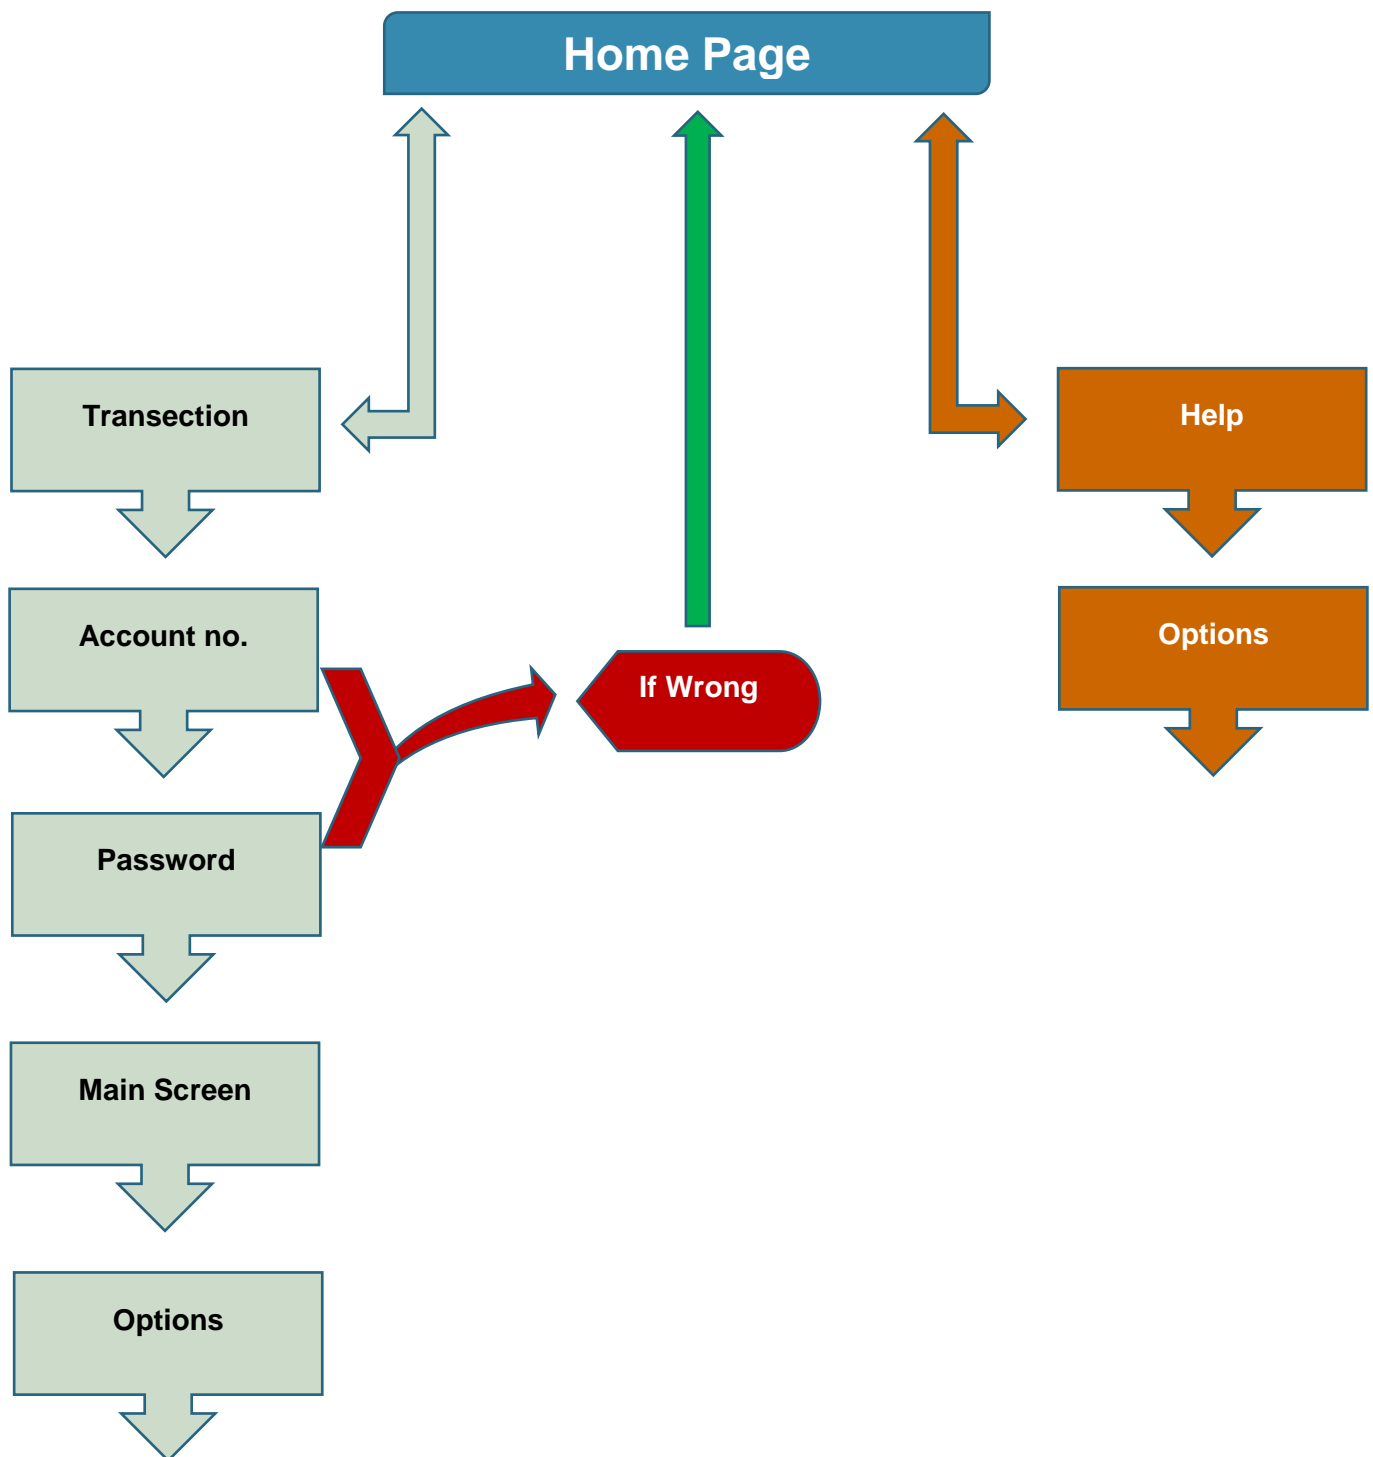 Home Page
Transection
Help
Account no.
Options
If Wrong
Password
Main Screen
Options